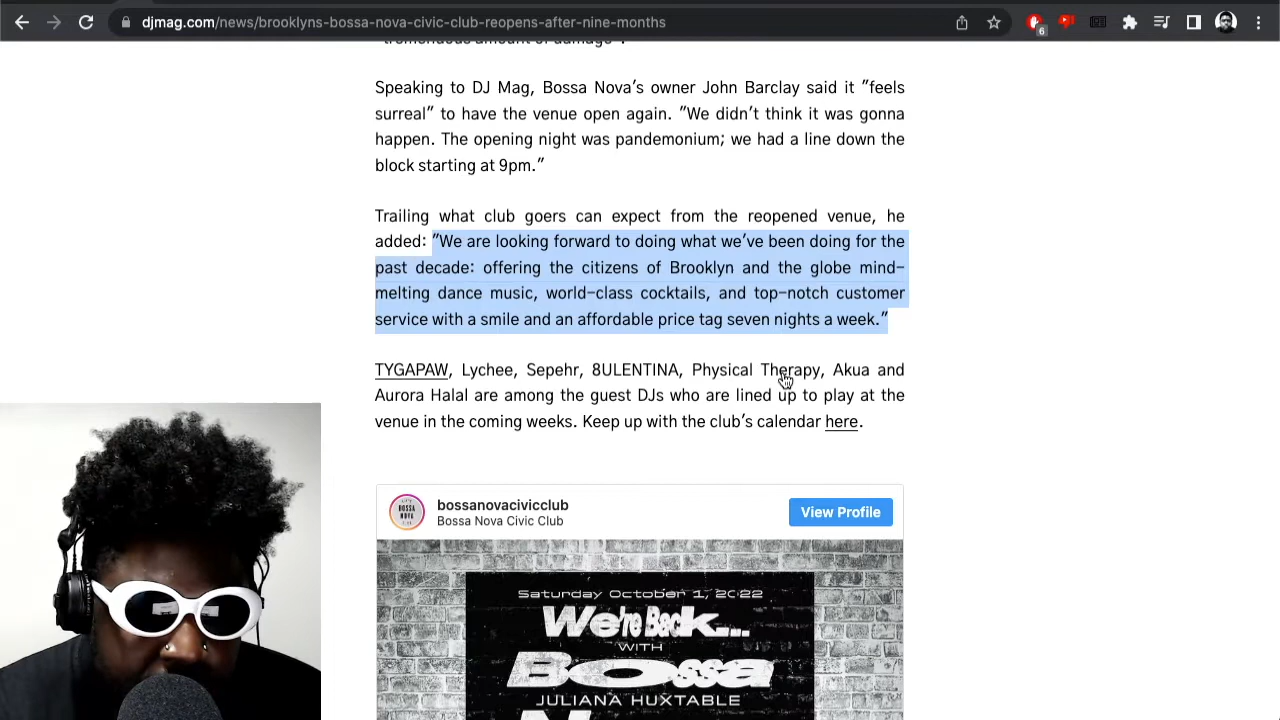 djmag.com/news/brooklyns-bossa-nova-civic-club-reopens-after-nine-months
6
"tremendous amount of damage".
Speaking to DJ Mag, Bossa Nova's owner John Barclay said it "feels
surreal" to have the venue open again. "We didn't think it was gonna
happen. The opening night was pandemonium; we had a line down the
block starting at 9pm."
Trailing what club goers can expect from the reopened venue, he
added: "We are looking forward to doing what we've been doing for the
past decade: offering the citizens of Brooklyn and the globe mind-
melting dance music, world-class cocktails, and top-notch customer
service with a smile and an affordable price tag seven nights a week."
TYGAPAW, Lychee, Sepehr, 8ULENTINA, Physical Therapy, Akua and
Aurora Halal are among the guest DJs who are lined up to play at the
venue in the coming weeks. Keep up with the club's calendar here.
BOSSA
NOVA
bossanovacivicclub
Bossa Nova Civic Club
View Profile
Saturday October 1, 2022
We're Back...
WITH
Bossa
JULIANA HUXTABLE